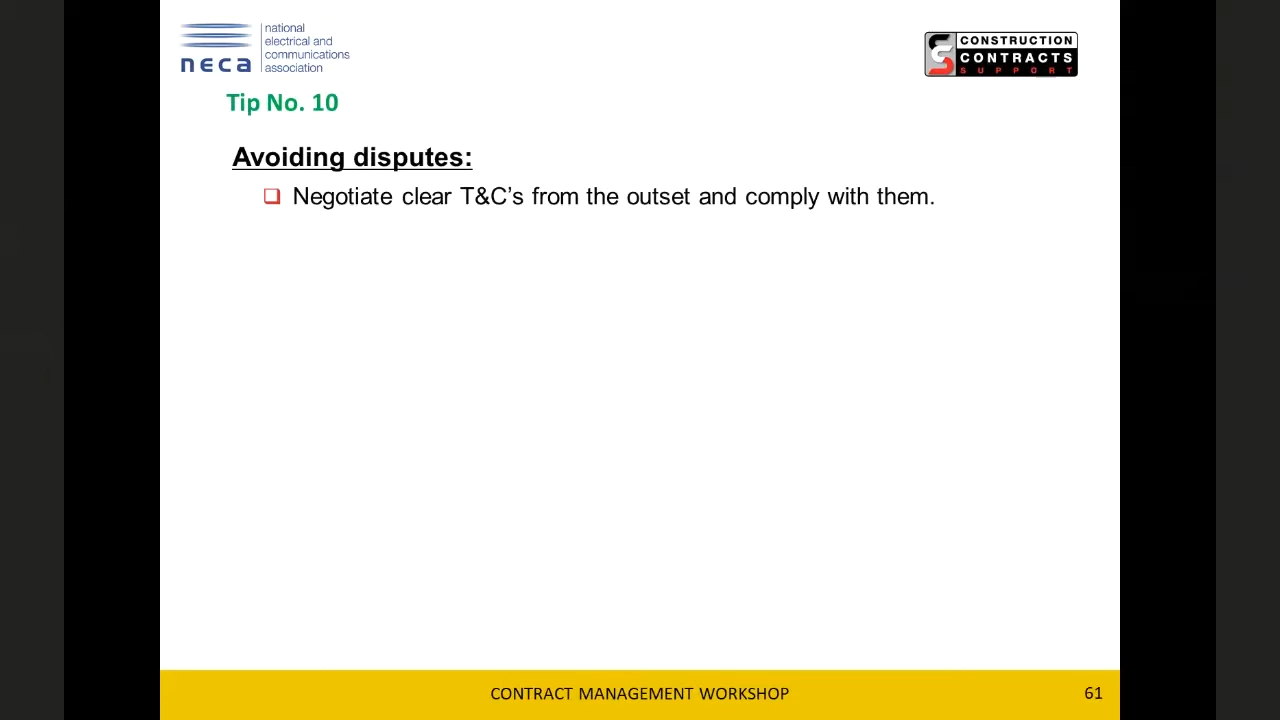 national
electrical and
communications
association
neca
CONSTRUCTION
CONTRACTS
SUPPORT
Tip No. 10
Avoiding disputes:
❑ Negotiate clear T&C’s from the outset and comply with them.
CONTRACT MANAGEMENT WORKSHOP
61